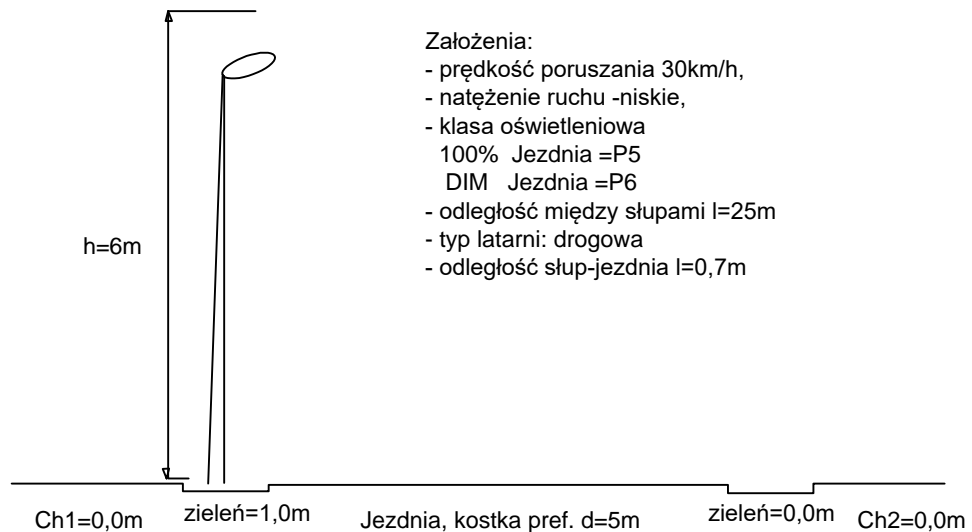 Założenia:
- prędkość poruszania 30km/h,
- natężenie ruchu -niskie,
- klasa oświetleniowa
100% Jezdnia =P5
DIM Jezdnia =P6
- odległość między słupami l=25m
- typ latarni: drogowa
- odległość słup-jezdnia l=0,7m
h=6m
Ch1=0,0m zieleń=1,0m Jezdnia, kostka pref. d=5m zieleń=0,0m Ch2=0,0m